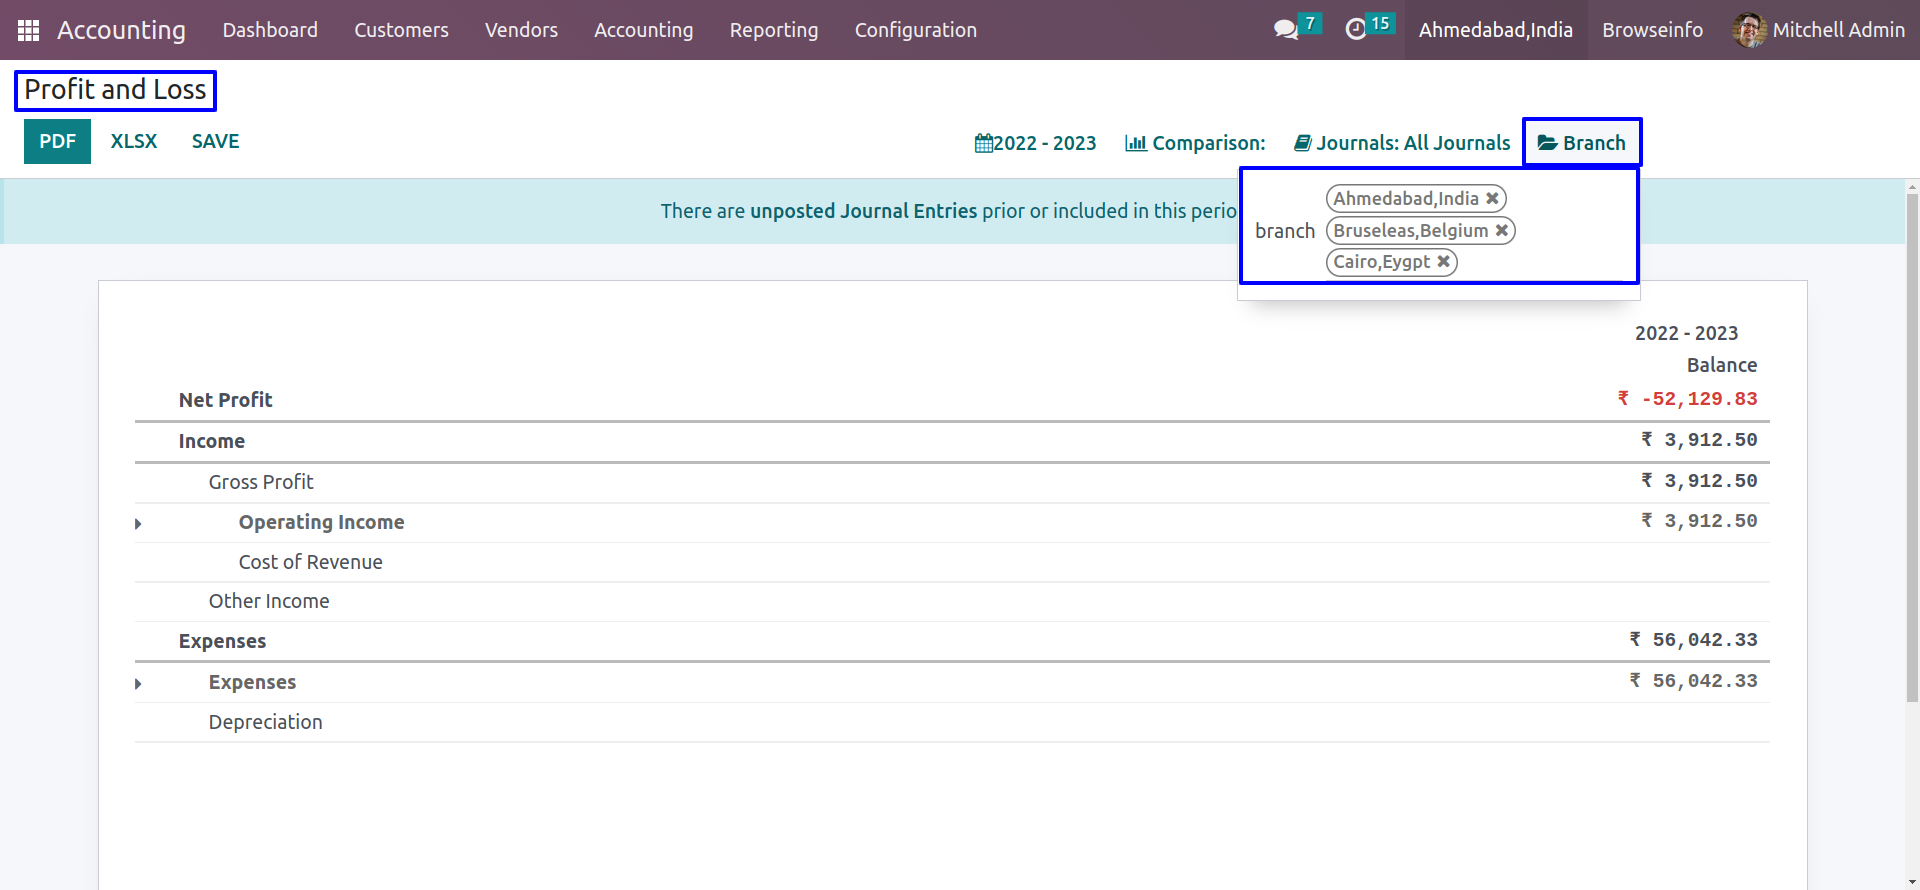 Accounting Dashboard Customers Vendors Accounting Reporting Configuration 7 15 Ahmedabad,India Browseinfo Mitchell Admin
Profit and Loss
PDF XLSX SAVE 2022 - 2023 Comparison: Journals: All Journals Branch
There are unposted Journal Entries prior or included in this perio
branch
Ahmedabad,India ✖
Bruseleas,Belgium ✖
Cairo,Eygpt ✖
2022 - 2023
Balance
Net Profit ₹ -52,129.83
Income ₹ 3,912.50
Gross Profit ₹ 3,912.50
Operating Income ₹ 3,912.50
Cost of Revenue
Other Income
Expenses ₹ 56,042.33
Expenses ₹ 56,042.33
Depreciation